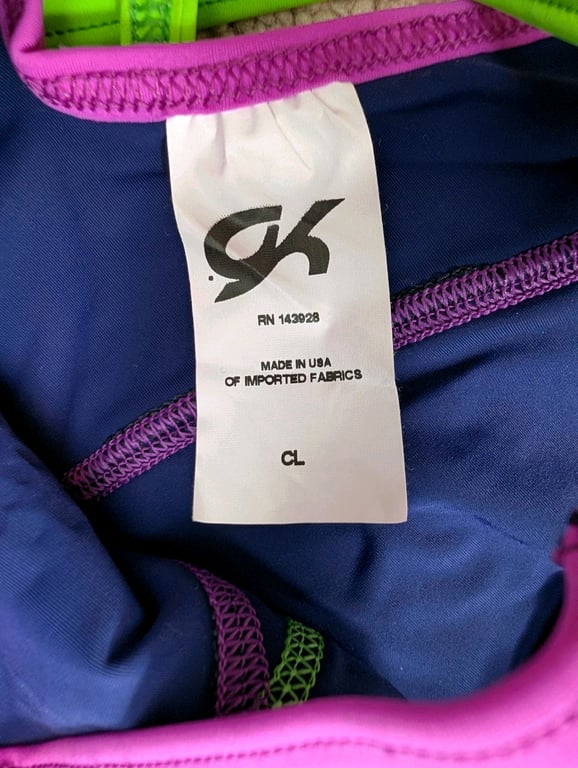 GK
RN 143928
MADE IN USA
OF IMPORTED FABRICS
CL